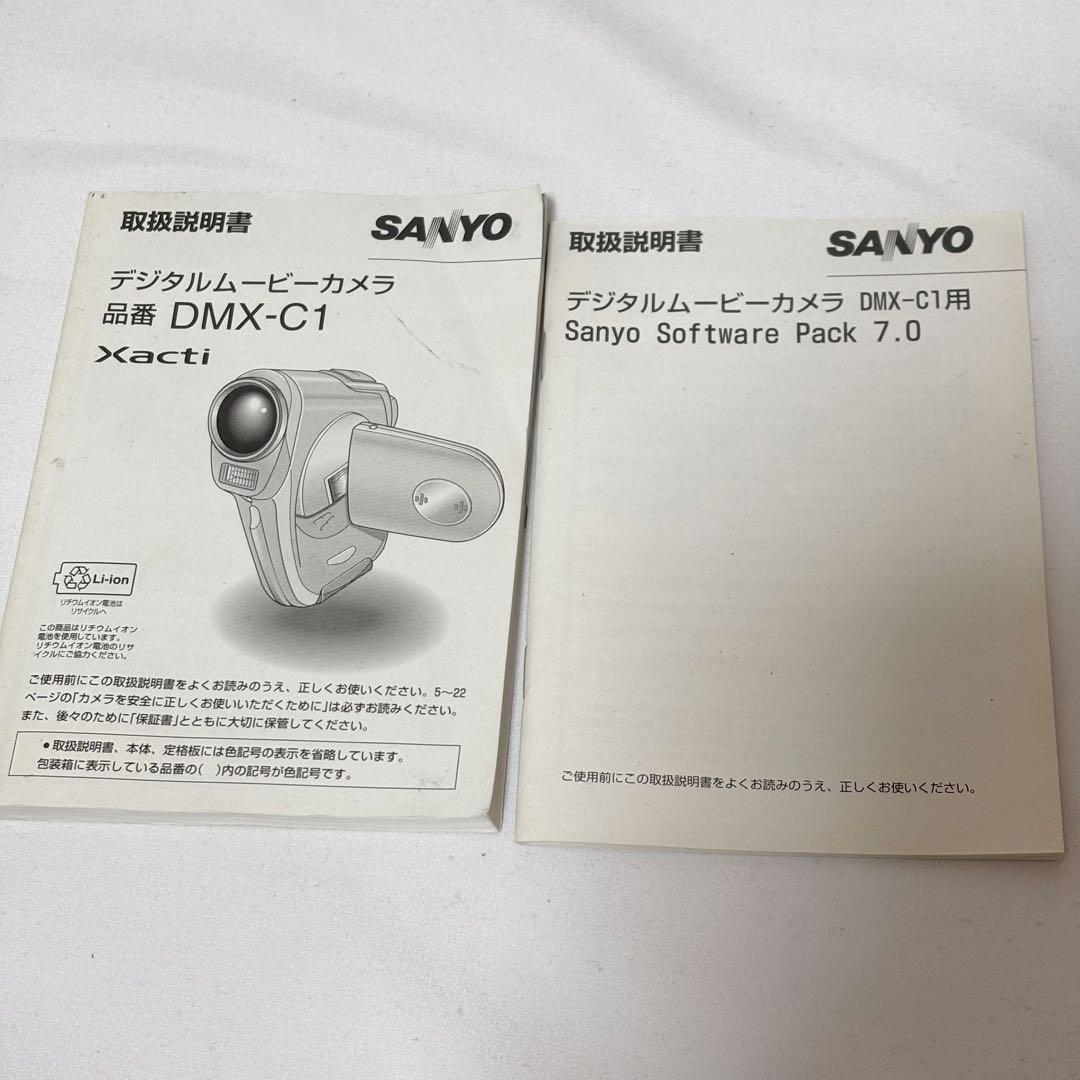 取扱説明書
SANYO
デジタルムービーカメラ
品番 DMX-C1
Xacti
Li-ion
リチウムイオン電池は
リサイクルへ
この商品はリチウムイオン
電池を使用しています。
リチウムイオン電池のリサ
イクルにご協力ください。
ご使用前にこの取扱説明書をよくお読みのうえ、正しくお使いください。5〜22
ページの「カメラを安全に正しくお使いいただくために」は必ずお読みください。
また、後々のために「保証書」とともに大切に保管してください。
●取扱説明書、本体、定格板には色記号の表示を省略しています。
包装箱に表示している品番の( )内の記号が色記号です。
取扱説明書
SANYO
デジタルムービーカメラ DMX-C1用
Sanyo Software Pack 7.0
ご使用前にこの取扱説明書をよくお読みのうえ、正しくお使いください。